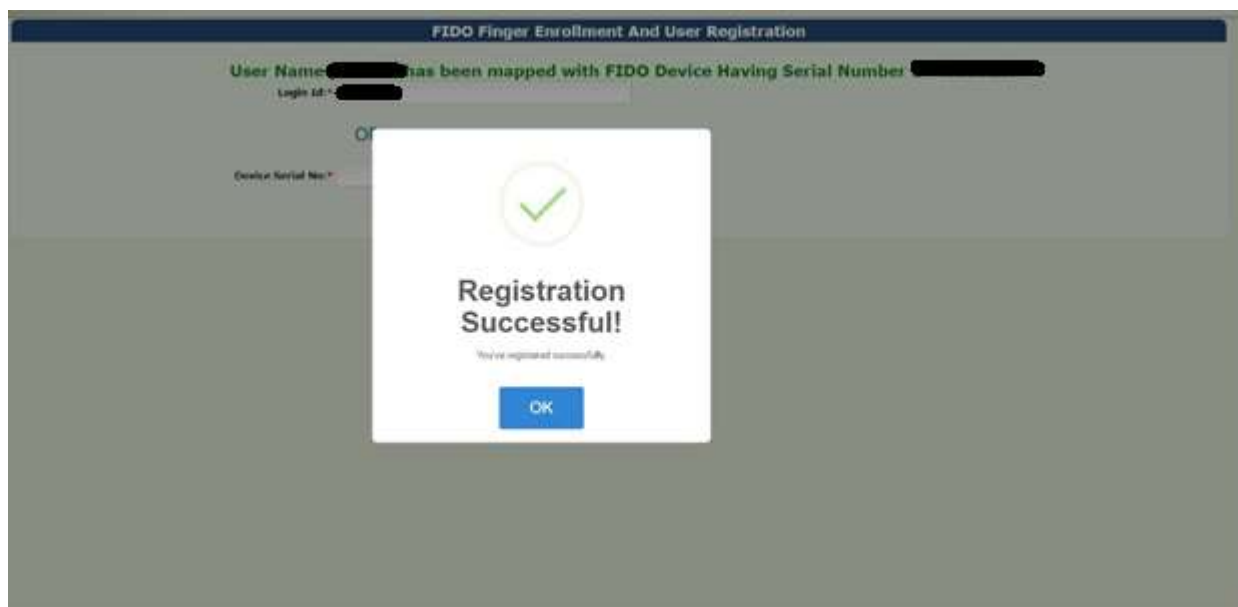 FIDO Finger Enrollment And User Registration
User Name has been mapped with FIDO Device Having Serial Number
Login Id:*
Device Serial No:*
Registration
Successful!
You've registered successfully.
OK